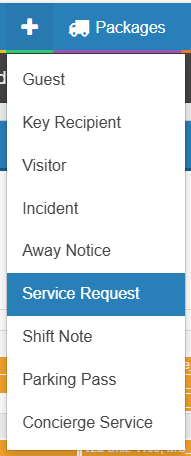 Packages
Guest
Key Recipient
Visitor
Incident
Away Notice
Service Request
Shift Note
Parking Pass
Concierge Service